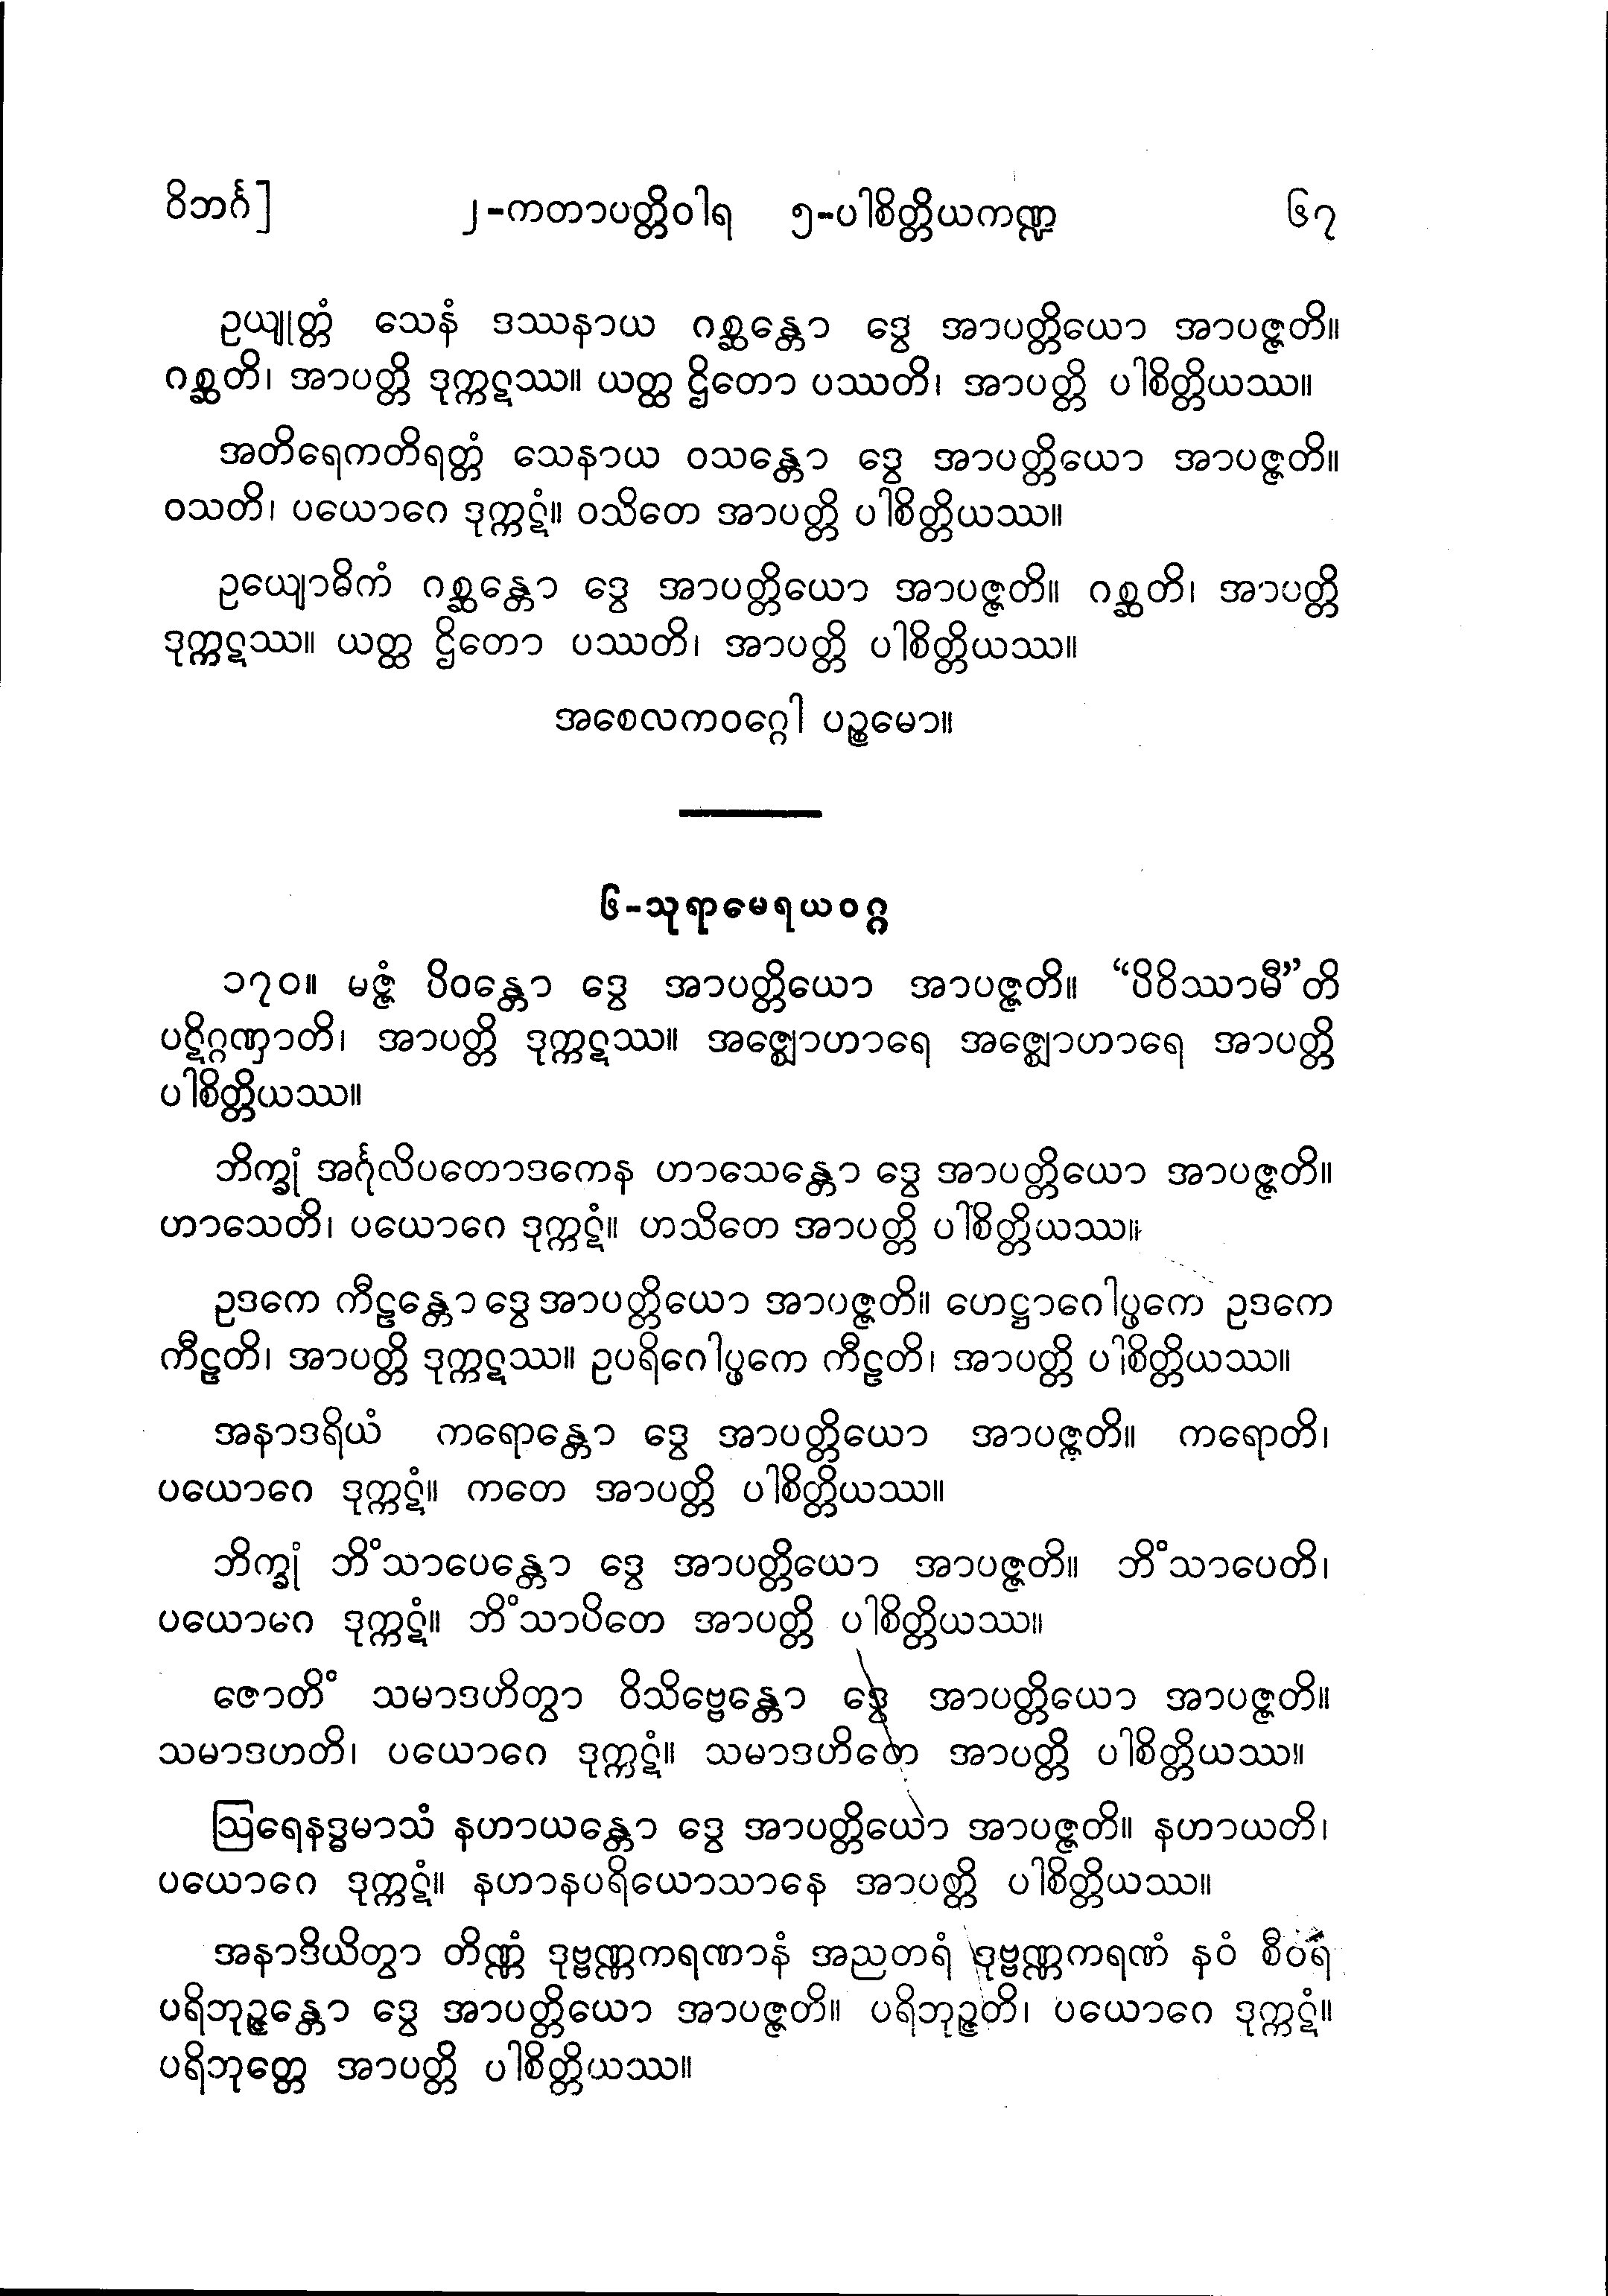 ဝိဘင်္ဂ] ၂-ကတာပတ္တိဝါရ ၅-ပါစိတ္တိယကဏ္ဍ ၆၇
ဥယျုတ္တံ သေနံ ဒဿနာယ ဂစ္ဆန္တော ဒွေ အာပတ္တိယော အာပဇ္ဇတိ။
ဂစ္ဆတိ၊ အာပတ္တိ ဒုက္ကဋဿ။ ယတ္ထ ဌိတော ပဿတိ၊ အာပတ္တိ ပါစိတ္တိယဿ။
အတိရေကတိရတ္တံ သေနာယ ဝသန္တော ဒွေ အာပတ္တိယော အာပဇ္ဇတိ။
ဝသတိ၊ ပယောဂေ ဒုက္ကဋံ။ ဝသိတေ အာပတ္တိ ပါစိတ္တိယဿ။
ဥယျောဓိကံ ဂစ္ဆန္တော ဒွေ အာပတ္တိယော အာပဇ္ဇတိ။ ဂစ္ဆတိ၊ အာပတ္တိ
ဒုက္ကဋဿ။ ယတ္ထ ဌိတော ပဿတိ၊ အာပတ္တိ ပါစိတ္တိယဿ။
အစေလကဝဂ္ဂေါ ပဉ္စမော။
၆-သုရာမေရယဝဂ္ဂ
၁၇၀။ မဇ္ဇံ ပိဝန္တော ဒွေ အာပတ္တိယော အာပဇ္ဇတိ။ “ပိဝိဿာမီ”တိ
ပဋိဂ္ဂဏှာတိ၊ အာပတ္တိ ဒုက္ကဋဿ။ အဇ္ဈောဟာရေ အဇ္ဈောဟာရေ အာပတ္တိ
ပါစိတ္တိယဿ။
ဘိက္ခုံ အင်္ဂုလိပတောဒကေန ဟာသေန္တော ဒွေ အာပတ္တိယော အာပဇ္ဇတိ။
ဟာသေတိ၊ ပယောဂေ ဒုက္ကဋံ။ ဟသိတေ အာပတ္တိ ပါစိတ္တိယဿ။
ဥဒကေ ကီဠန္တော ဒွေ အာပတ္တိယော အာပဇ္ဇတိ။ ဟေဋ္ဌာဂေါပ္ဖကေ ဥဒကေ
ကီဠတိ၊ အာပတ္တိ ဒုက္ကဋဿ။ ဥပရိဂေါပ္ဖကေ ကီဠတိ၊ အာပတ္တိ ပါစိတ္တိယဿ။
အနာဒရိယံ ကရောန္တော ဒွေ အာပတ္တိယော အာပဇ္ဇတိ။ ကရောတိ၊
ပယောဂေ ဒုက္ကဋံ။ ကတေ အာပတ္တိ ပါစိတ္တိယဿ။
ဘိက္ခုံ ဘိံသာပေန္တော ဒွေ အာပတ္တိယော အာပဇ္ဇတိ။ ဘိံသာပေတိ၊
ပယောဂေ ဒုက္ကဋံ။ ဘိံသာပိတေ အာပတ္တိ ပါစိတ္တိယဿ။
ဇောတိံ သမာဒဟိတွာ ဝိသိဗ္ဗေန္တော ဒွေ အာပတ္တိယော အာပဇ္ဇတိ။
သမာဒဟတိ၊ ပယောဂေ ဒုက္ကဋံ။ သမာဒဟိတေ အာပတ္တိ ပါစိတ္တိယဿ။
ဩရေနဒ္ဓမာသံ နဟာယန္တော ဒွေ အာပတ္တိယော အာပဇ္ဇတိ။ နဟာယတိ၊
ပယောဂေ ဒုက္ကဋံ။ နဟာနပရိယောသာနေ အာပတ္တိ ပါစိတ္တိယဿ။
အနာဒိယိတွာ တိဏ္ဏံ ဒုဗ္ဗဏ္ဏကရဏာနံ အညတရံ ဒုဗ္ဗဏ္ဏကရဏံ နဝံ စီဝရံ
ပရိဘုဉ္ဇန္တော ဒွေ အာပတ္တိယော အာပဇ္ဇတိ။ ပရိဘုဉ္ဇတိ၊ ပယောဂေ ဒုက္ကဋံ။
ပရိဘုတ္တေ အာပတ္တိ ပါစိတ္တိယဿ။